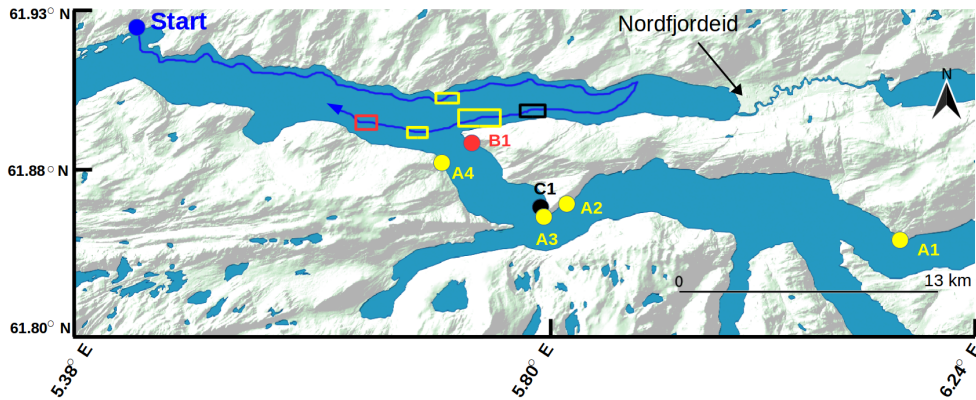 61.93° N
Start
Nordfjordeid
N
B1
61.88° N
A4
C1
A2
A3
A1
0
13 km
61.80° N
5.38° E
5.80° E
6.24° E